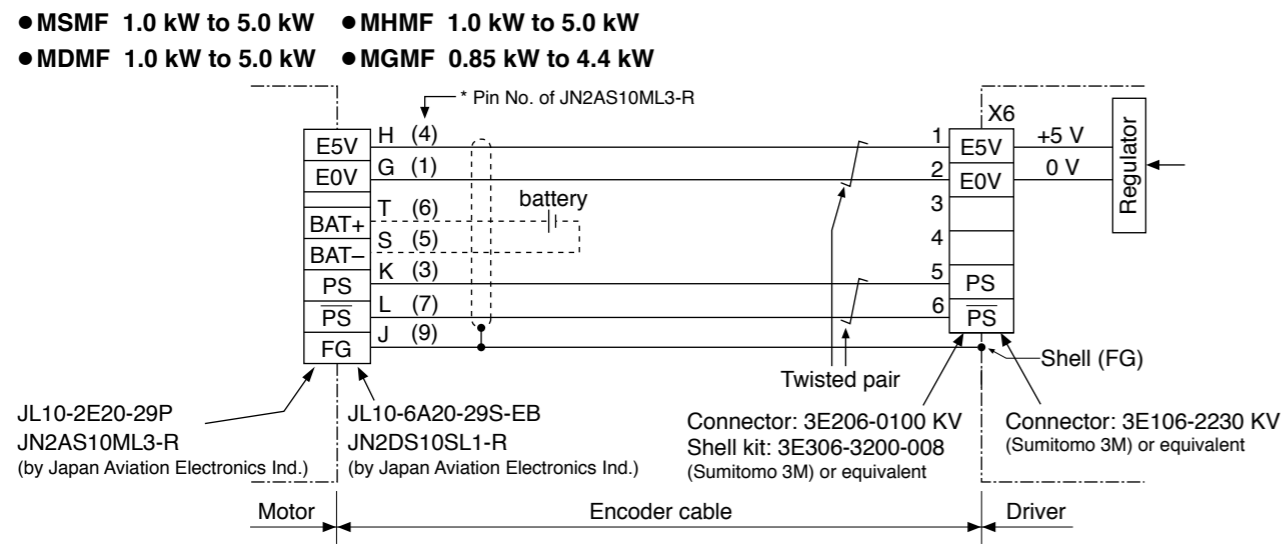 ●MSMF 1.0 kW to 5.0 kW ●MHMF 1.0 kW to 5.0 kW
●MDMF 1.0 kW to 5.0 kW ●MGMF 0.85 kW to 4.4 kW
* Pin No. of JN2AS10ML3-R
X6
E5V H (4) 1 E5V +5 V
E0V G (1) 2 E0V 0 V
Regulator
BAT+ T (6) battery 3
BAT– S (5) 4
PS K (3) 5 PS
PS L (7) 6 PS
FG J (9)
Shell (FG)
Twisted pair
JL10-2E20-29P
JN2AS10ML3-R
(by Japan Aviation Electronics Ind.)
JL10-6A20-29S-EB
JN2DS10SL1-R
(by Japan Aviation Electronics Ind.)
Connector: 3E206-0100 KV
Shell kit: 3E306-3200-008
(Sumitomo 3M) or equivalent
Connector: 3E106-2230 KV
(Sumitomo 3M) or equivalent
Motor Encoder cable Driver